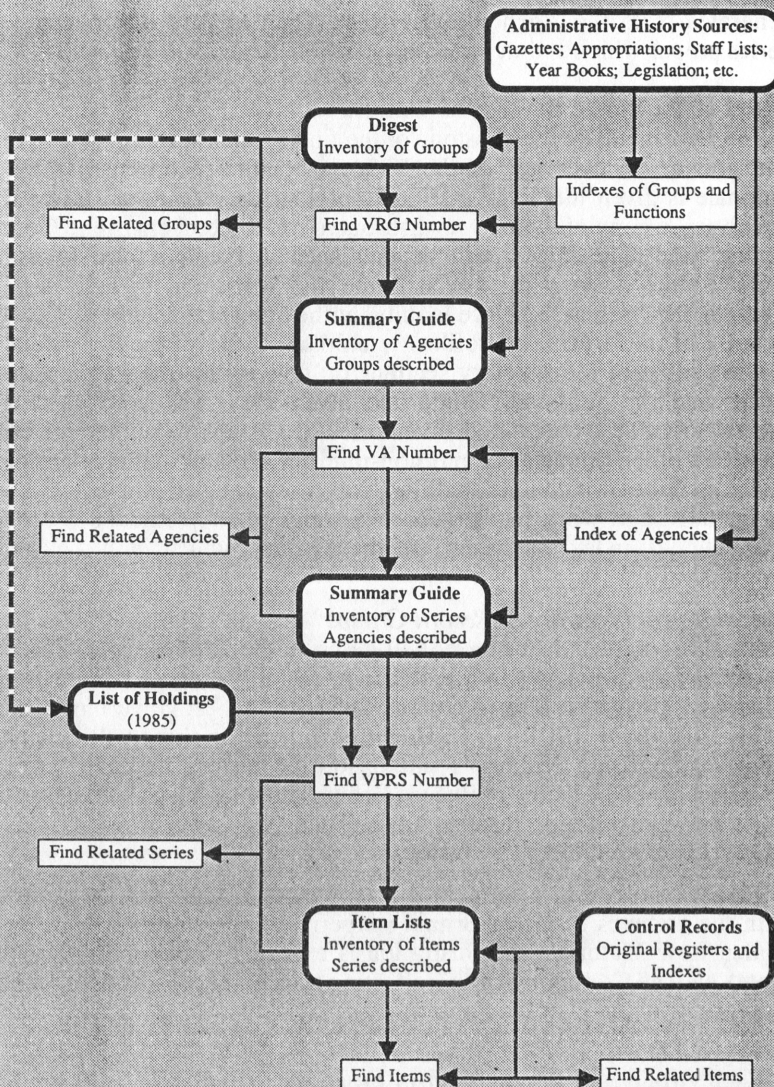 Administrative History Sources:
Gazettes; Appropriations; Staff Lists;
Year Books; Legislation; etc.
Digest
Inventory of Groups
Indexes of Groups and
Functions
Find Related Groups
Find VRG Number
Summary Guide
Inventory of Agencies
Groups described
Find VA Number
Find Related Agencies
Index of Agencies
Summary Guide
Inventory of Series
Agencies described
List of Holdings
(1985)
Find VPRS Number
Find Related Series
Item Lists
Inventory of Items
Series described
Control Records
Original Registers and
Indexes
Find Items
Find Related Items